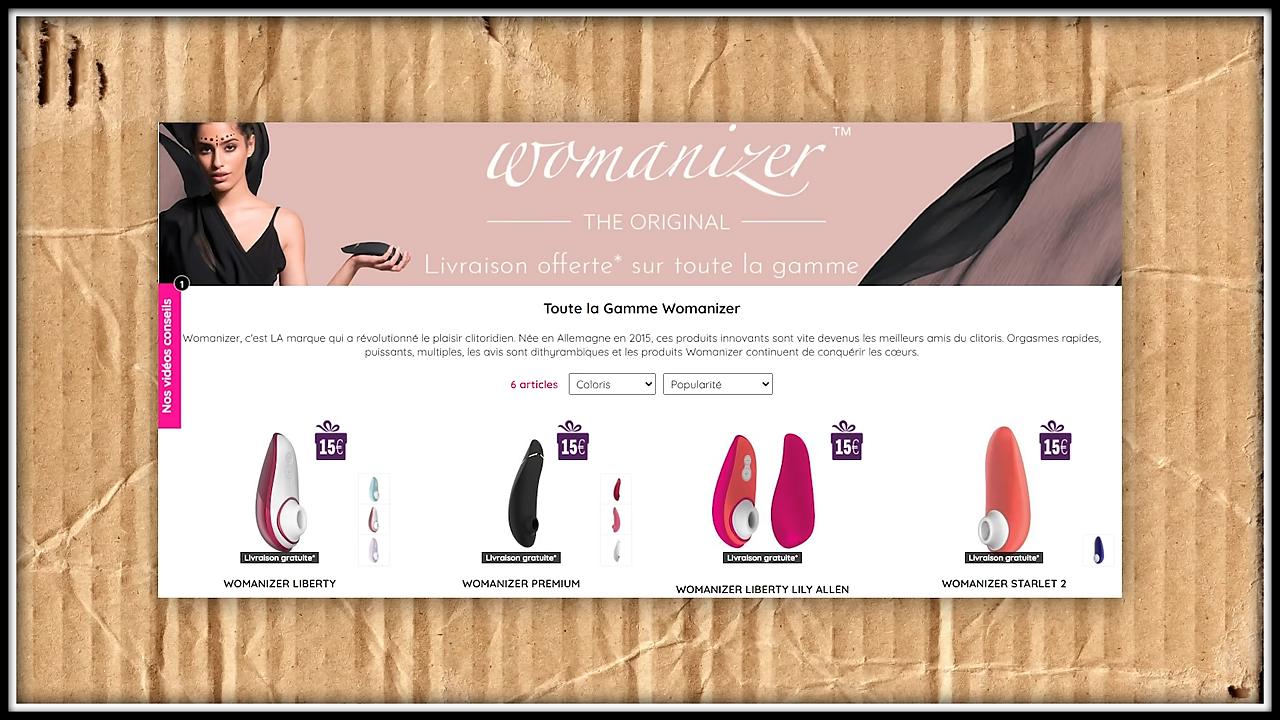 womanizer™
THE ORIGINAL
Livraison offerte* sur toute la gamme
1
Nos vidéos conseils
Toute la Gamme Womanizer
Womanizer, c'est LA marque qui a révolutionné le plaisir clitoridien. Née en Allemagne en 2015, ces produits innovants sont vite devenus les meilleurs amis du clitoris. Orgasmes rapides,
puissants, multiples, les avis sont dithyrambiques et les produits Womanizer continuent de conquérir les cœurs.
6 articles Coloris Popularité
15€ 15€ 15€ 15€
Livraison gratuite* Livraison gratuite* Livraison gratuite* Livraison gratuite*
WOMANIZER LIBERTY WOMANIZER PREMIUM WOMANIZER LIBERTY LILY ALLEN WOMANIZER STARLET 2